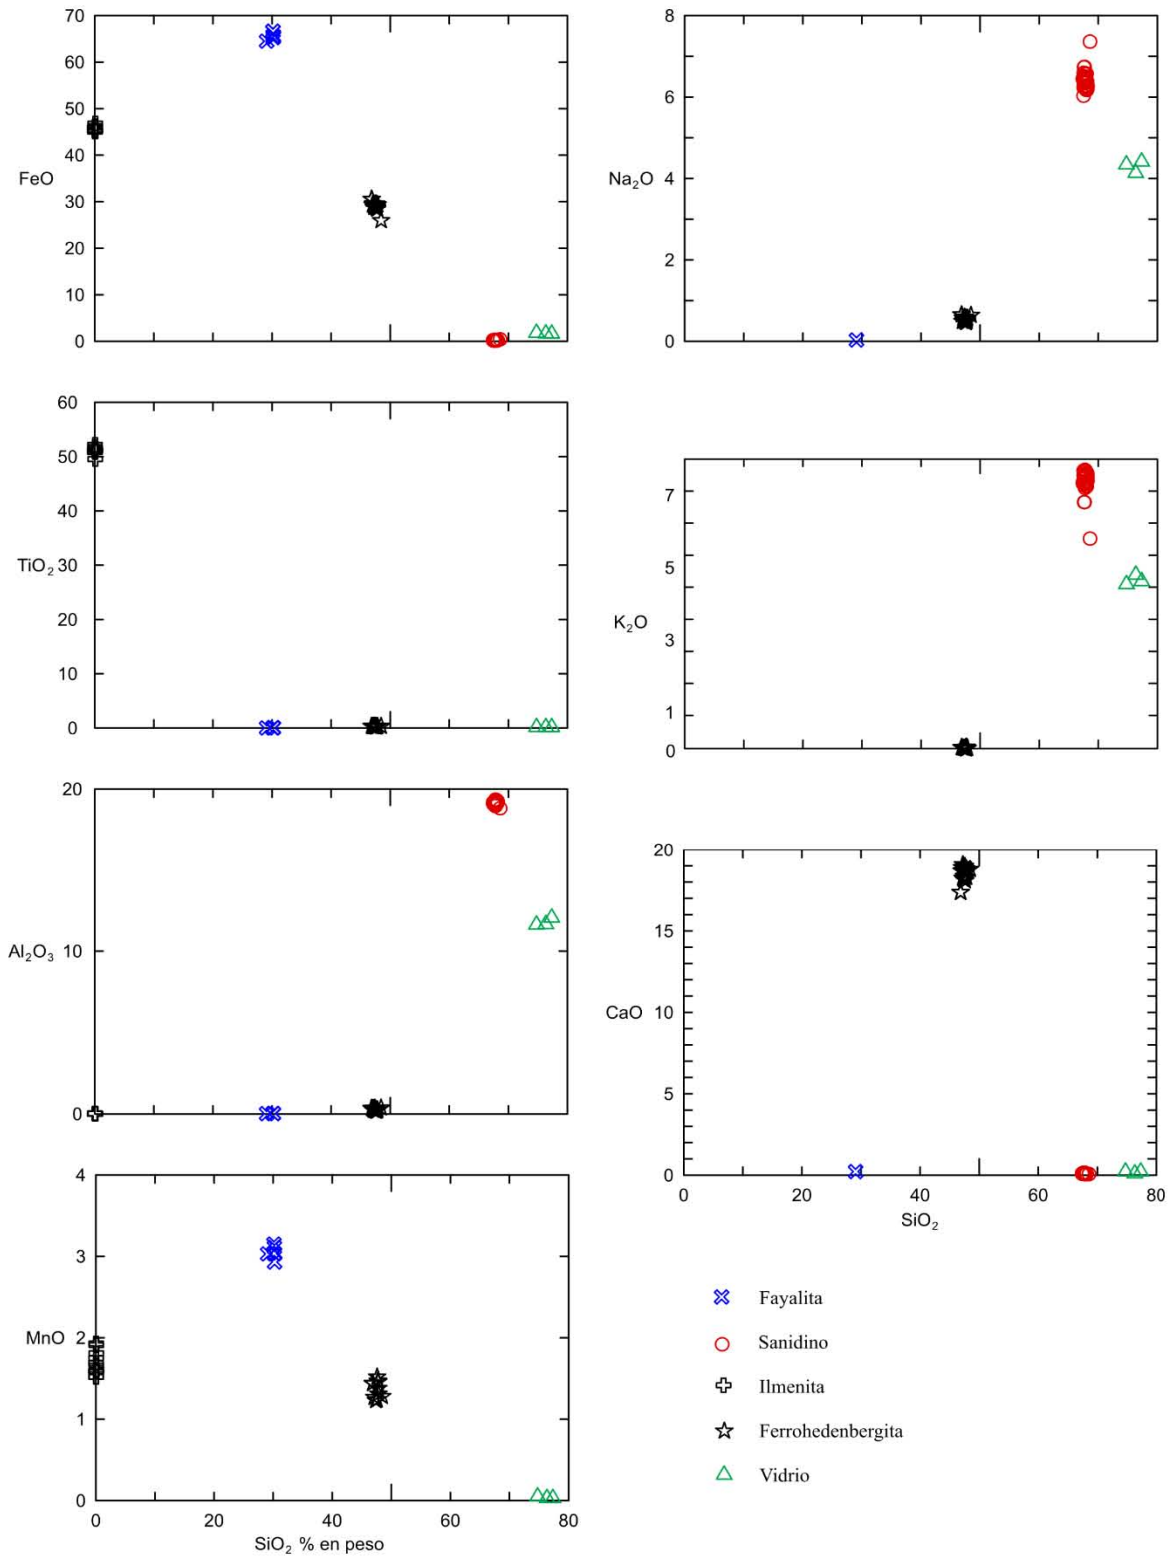 70
60
50
40
FeO
30
20
10
0
60
50
40
TiO₂ 30
20
10
0
20
Al₂O₃ 10
0
4
3
MnO 2
1
0
0 20 40 60 80
SiO₂ % en peso
8
6
Na₂O 4
2
0
7
5
K₂O
3
1
0
20
15
CaO 10
5
0
0 20 40 60 80
SiO₂
Fayalita
Sanidino
Ilmenita
Ferrohedenbergita
Vidrio